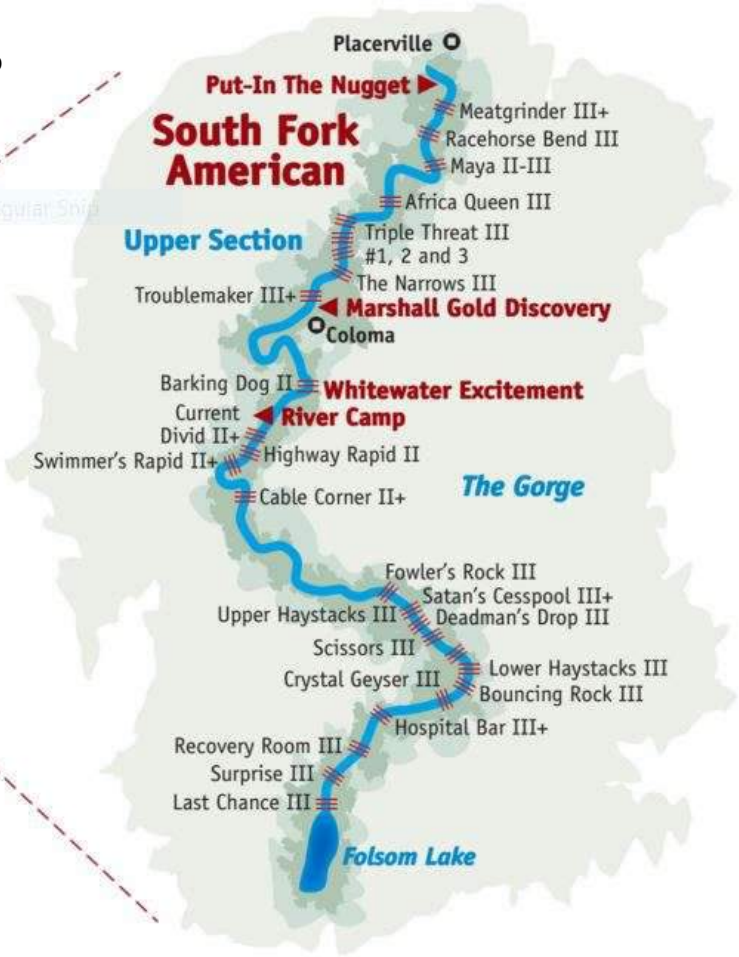 Placerville
Put-In The Nugget
South Fork
American
Meatgrinder III+
Racehorse Bend III
Maya II-III
Africa Queen III
Upper Section
Triple Threat III
#1, 2 and 3
The Narrows III
Troublemaker III+
Marshall Gold Discovery
Coloma
Barking Dog II
Whitewater Excitement
River Camp
Current
Divid II+
Highway Rapid II
Swimmer's Rapid II+
The Gorge
Cable Corner II+
Fowler's Rock III
Satan's Cesspool III+
Upper Haystacks III
Deadman's Drop III
Scissors III
Lower Haystacks III
Crystal Geyser III
Bouncing Rock III
Hospital Bar III+
Recovery Room III
Surprise III
Last Chance III
Folsom Lake